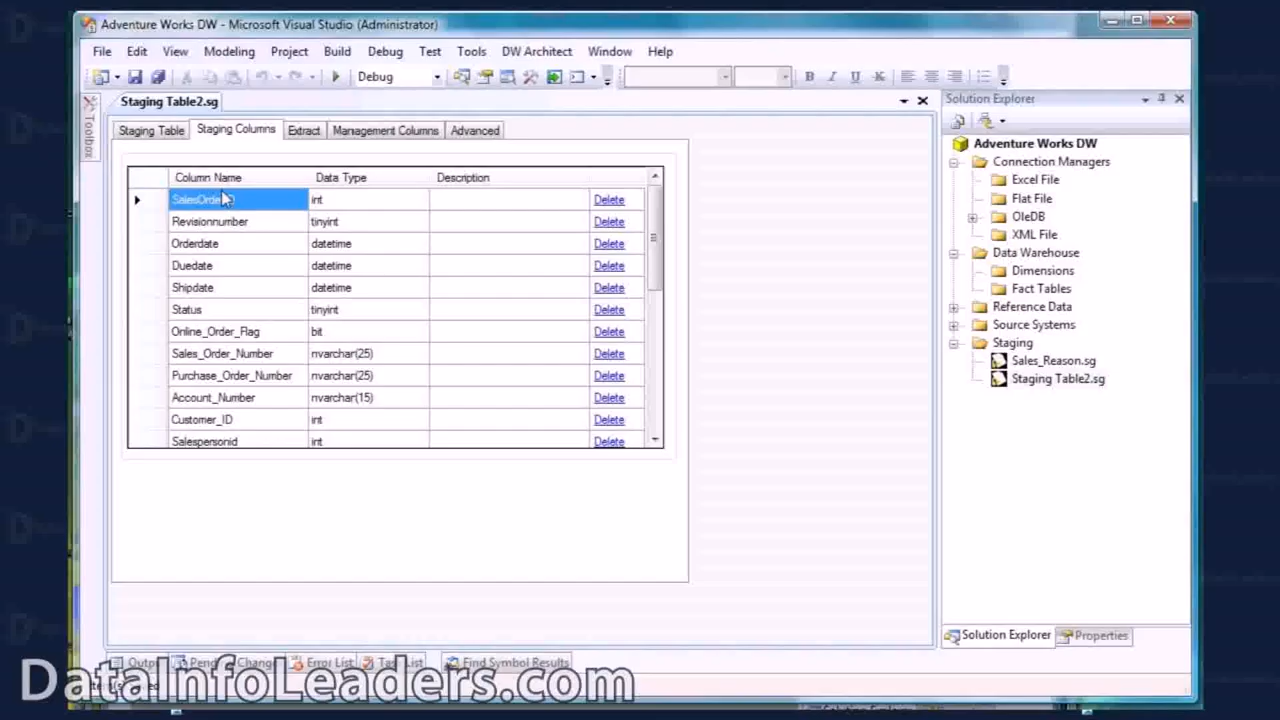 Adventure Works DW - Microsoft Visual Studio (Administrator)
File Edit View Modeling Project Build Debug Test Tools DW Architect Window Help
Debug
B I U
Toolbox
Staging Table2.sg
Staging Table Staging Columns Extract Management Columns Advanced
Column Name Data Type Description
int Delete
Revisionnumber tinyint Delete
Orderdate datetime Delete
Duedate datetime Delete
Shipdate datetime Delete
Status tinyint Delete
Online_Order_Flag bit Delete
Sales_Order_Number nvarchar(25) Delete
Purchase_Order_Number nvarchar(25) Delete
Account_Number nvarchar(15) Delete
Customer_ID int Delete
Salespersonid int Delete
Solution Explorer
Adventure Works DW
Connection Managers
Excel File
Flat File
OleDB
XML File
Data Warehouse
Dimensions
Fact Tables
Reference Data
Source Systems
Staging
Sales_Reason.sg
Staging Table2.sg
Solution Explorer Properties
Error List Find Symbol Results
DataInfoLeaders.com